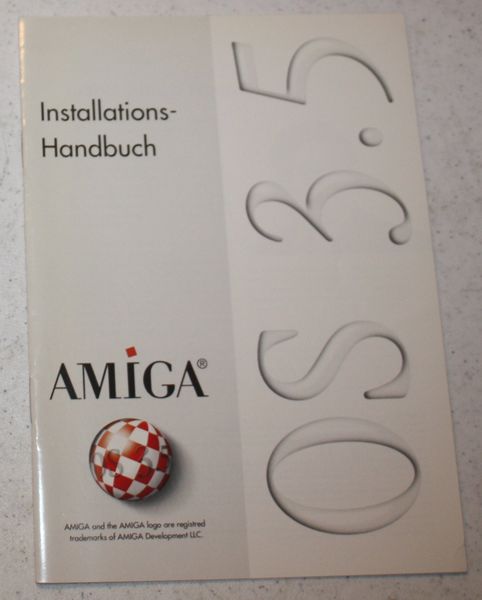 Installations-
Handbuch
OS 3.5
AMIGA®
AMIGA and the AMIGA logo are registred
trademarks of AMIGA Development LLC.